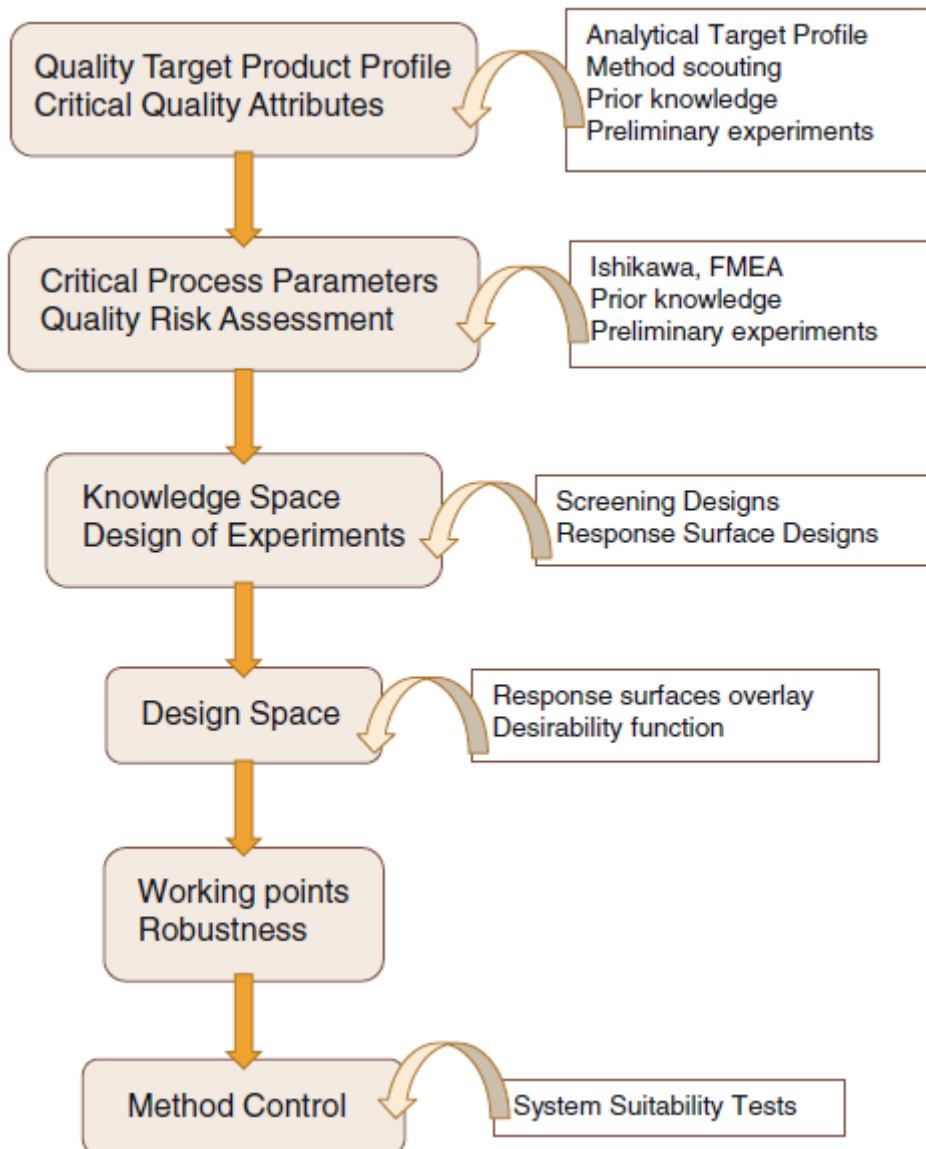 Quality Target Product Profile
Critical Quality Attributes
Analytical Target Profile
Method scouting
Prior knowledge
Preliminary experiments
Critical Process Parameters
Quality Risk Assessment
Ishikawa, FMEA
Prior knowledge
Preliminary experiments
Knowledge Space
Design of Experiments
Screening Designs
Response Surface Designs
Design Space
Response surfaces overlay
Desirability function
Working points
Robustness
Method Control
System Suitability Tests